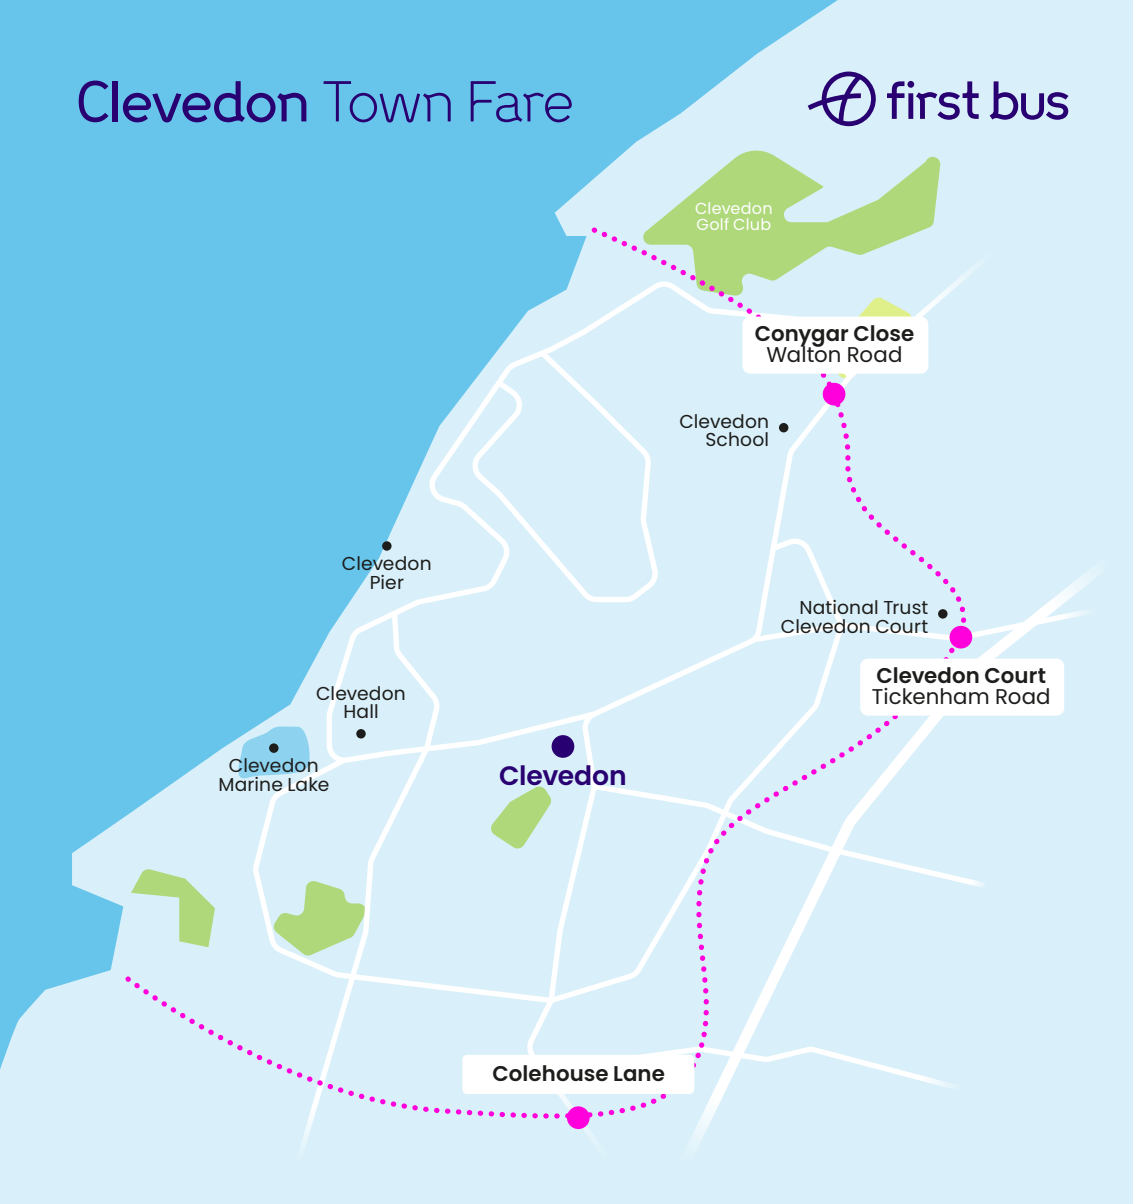 Clevedon Town Fare
first bus
Clevedon
Golf Club
Conygar Close
Walton Road
Clevedon
School
Clevedon
Pier
National Trust
Clevedon Court
Clevedon Court
Tickenham Road
Clevedon
Hall
Clevedon
Marine Lake
Clevedon
Colehouse Lane